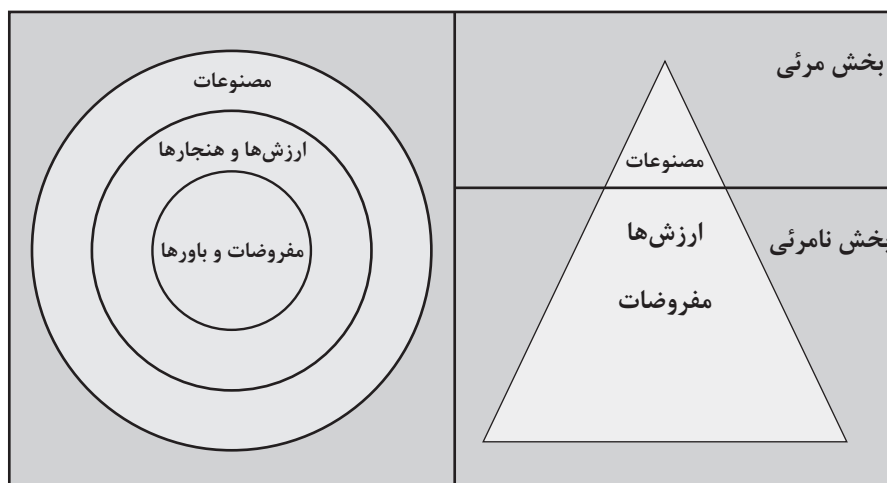 بخش مرئی
مصنوعات
ارزش‌ها
بخش نامرئی
مفروضات
مصنوعات
ارزش‌ها و هنجارها
مفروضات و باورها